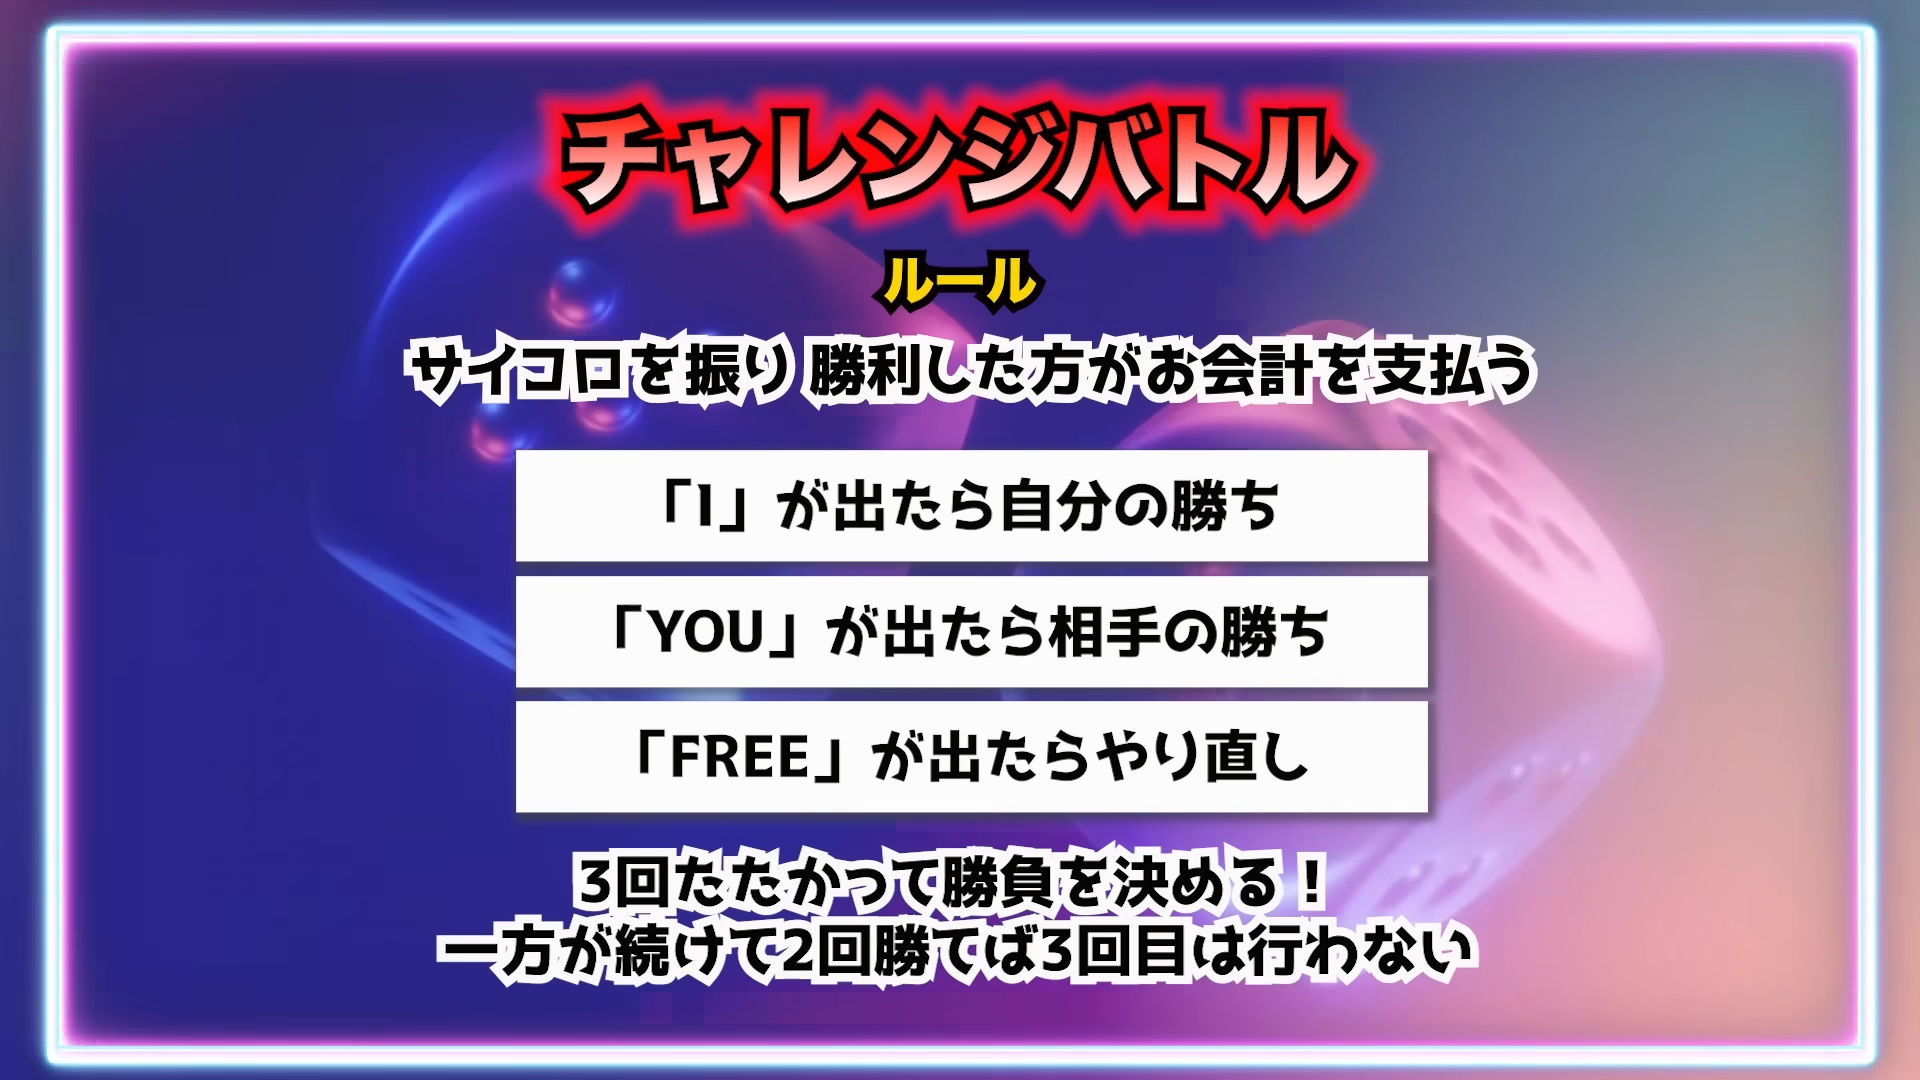 チャレンジバトル
ルール
サイコロを振り 勝利した方がお会計を支払う
「I」が出たら自分の勝ち
「YOU」が出たら相手の勝ち
「FREE」が出たらやり直し
3回たたかって勝負を決める！
一方が続けて2回勝てば3回目は行わない